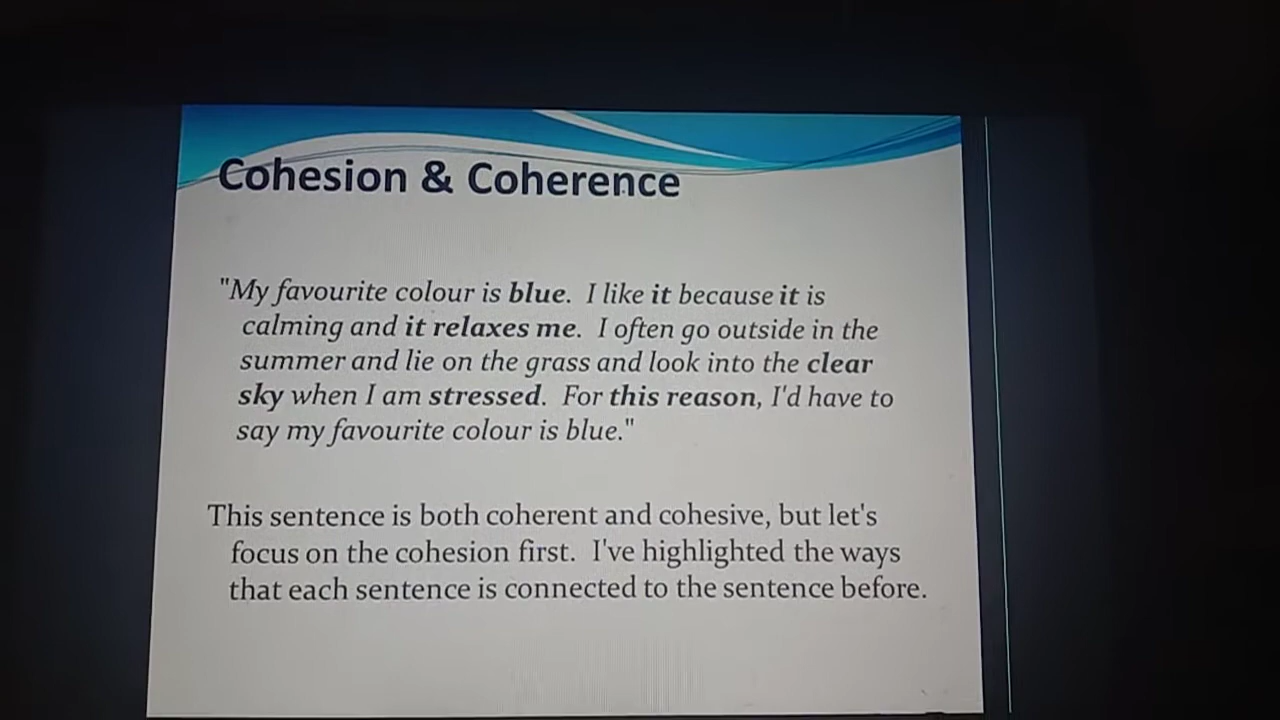 Cohesion & Coherence
"My favourite colour is blue. I like it because it is
calming and it relaxes me. I often go outside in the
summer and lie on the grass and look into the clear
sky when I am stressed. For this reason, I'd have to
say my favourite colour is blue."
This sentence is both coherent and cohesive, but let's
focus on the cohesion first. I've highlighted the ways
that each sentence is connected to the sentence before.